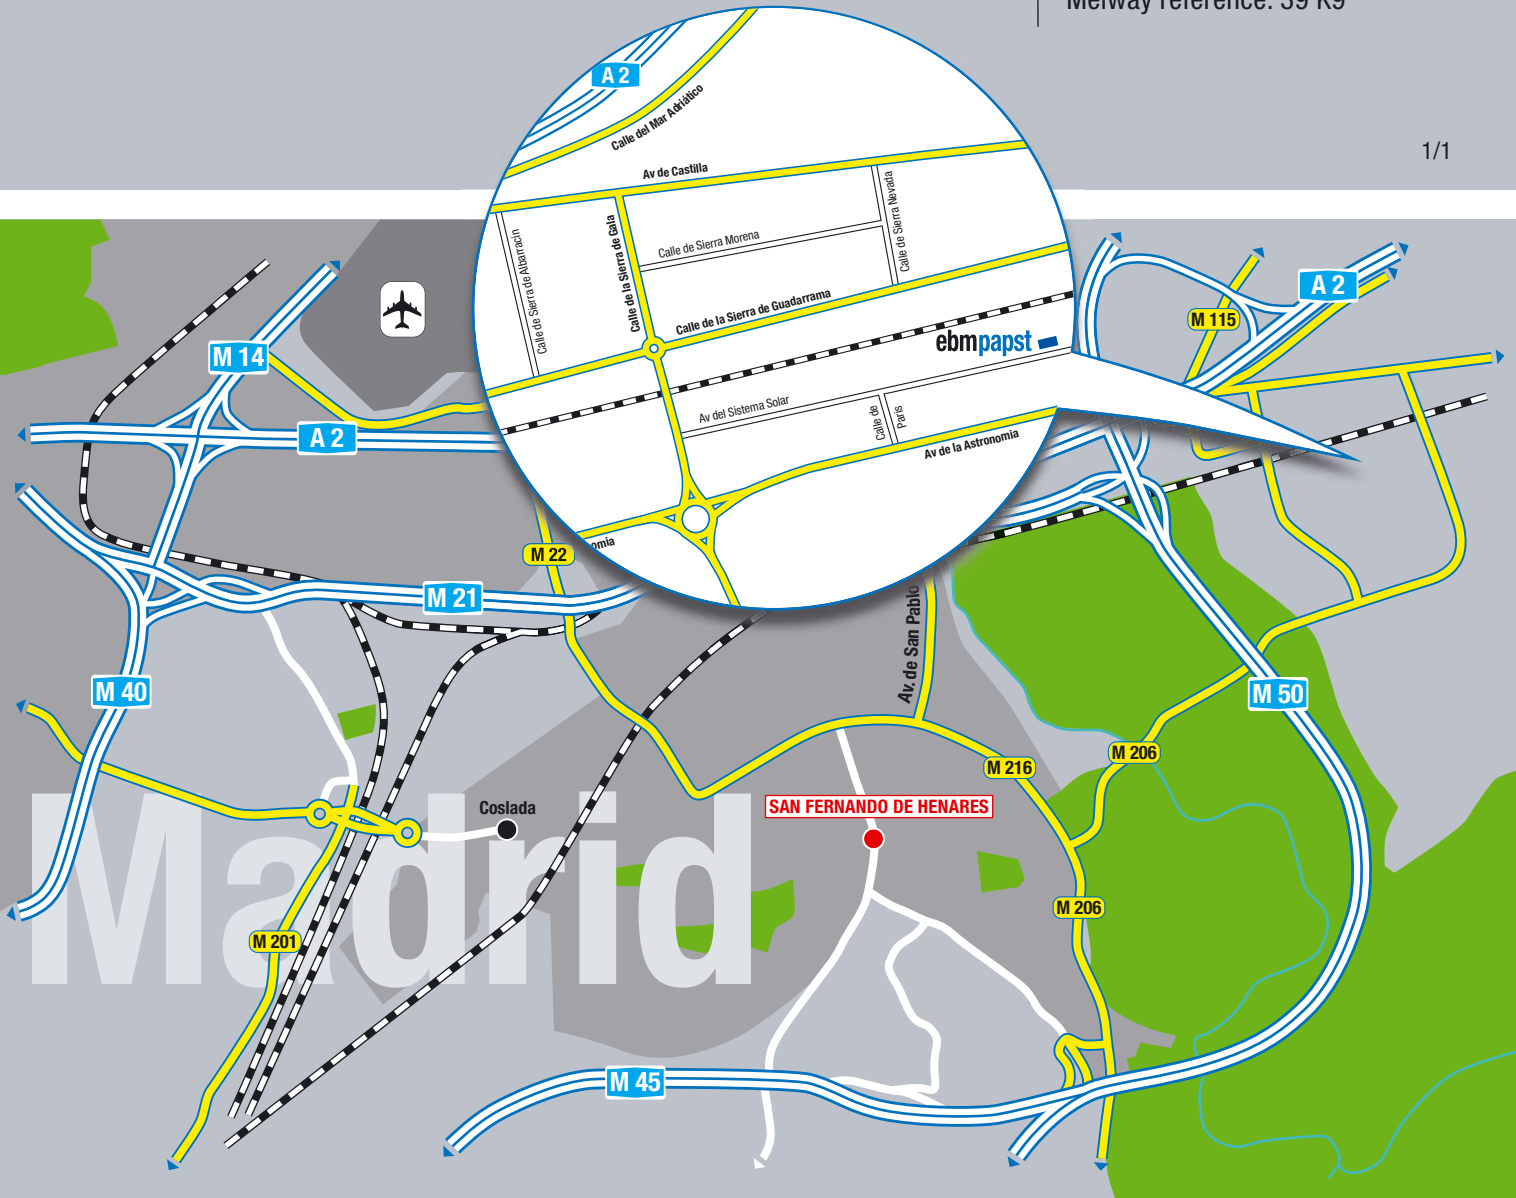 Melway reference: 39 K9
1/1
A 2
Calle del Mar Adriático
Av de Castilla
Calle de Sierra de Albarracín
Calle de la Sierra de Gala
Calle de Sierra Morena
Calle de Sierra Nevada
Calle de la Sierra de Guadarrama
ebmpapst
Av del Sistema Solar
Calle de
París
Av de la Astronomia
omia
M 14
A 2
A 2
M 115
M 22
M 21
M 40
Av. de San Pablo
M 50
M 206
M 216
Coslada
SAN FERNANDO DE HENARES
Madrid
M 206
M 201
M 45